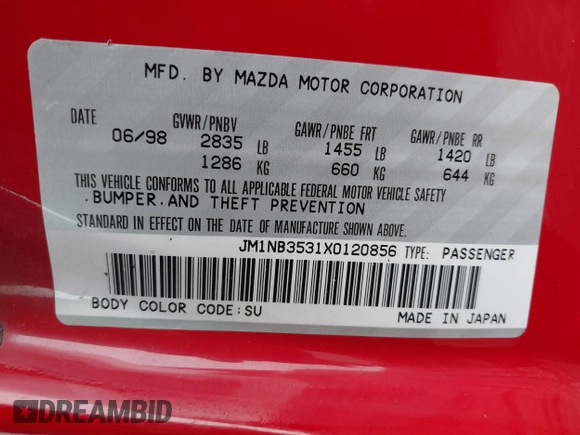 MFD. BY MAZDA MOTOR CORPORATION
DATE GVWR/PNBV GAWR/PNBE FRT GAWR/PNBE RR
06/98 2835 LB 1455 LB 1420 LB
1286 KG 660 KG 644 KG
THIS VEHICLE CONFORMS TO ALL APPLICABLE FEDERAL MOTOR VEHICLE SAFETY
.BUMPER.AND THEFT PREVENTION
STANDARD IN EFFECT ON THE DATE OF MANUFACTURE SHOWN ABOVE.
JM1NB3531X0120856 TYPE: PASSENGER
BODY COLOR CODE:SU MADE IN JAPAN
DREAMBID